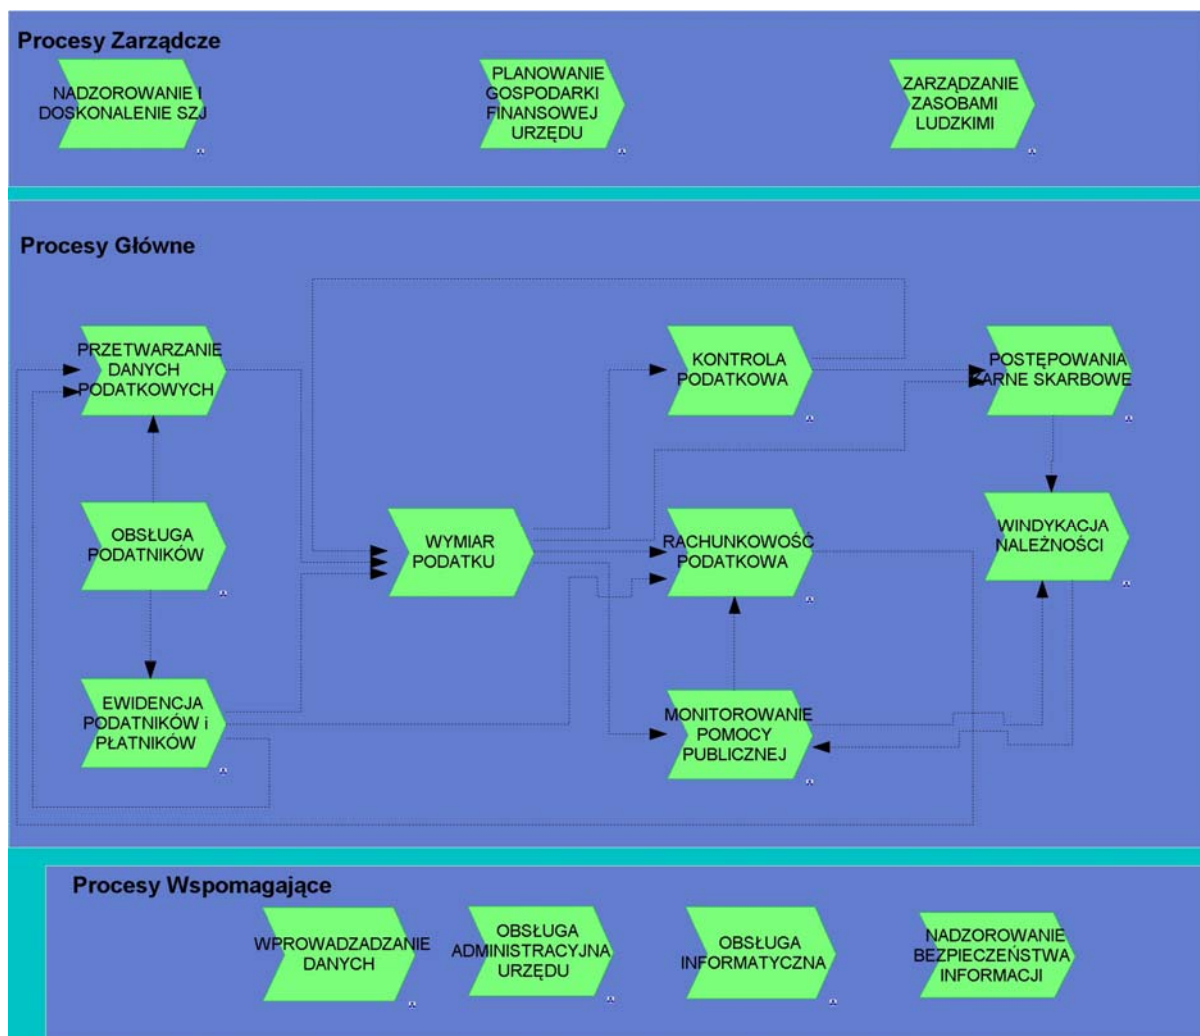 Procesy Zarządcze
NADZOROWANIE I
DOSKONALENIE SZJ
PLANOWANIE
GOSPODARKI
FINANSOWEJ
URZĘDU
ZARZĄDZANIE
ZASOBAMI
LUDZKIMI
Procesy Główne
PRZETWARZANIE
DANYCH
PODATKOWYCH
KONTROLA
PODATKOWA
POSTĘPOWANIA
KARNE SKARBOWE
OBSŁUGA
PODATNIKÓW
WYMIAR
PODATKU
RACHUNKOWOŚĆ
PODATKOWA
WINDYKACJA
NALEŻNOŚCI
EWIDENCJA
PODATNIKÓW i
PŁATNIKÓW
MONITOROWANIE
POMOCY
PUBLICZNEJ
Procesy Wspomagające
WPROWADZADZANIE
DANYCH
OBSŁUGA
ADMINISTRACYJNA
URZĘDU
OBSŁUGA
INFORMATYCZNA
NADZOROWANIE
BEZPIECZEŃSTWA
INFORMACJI